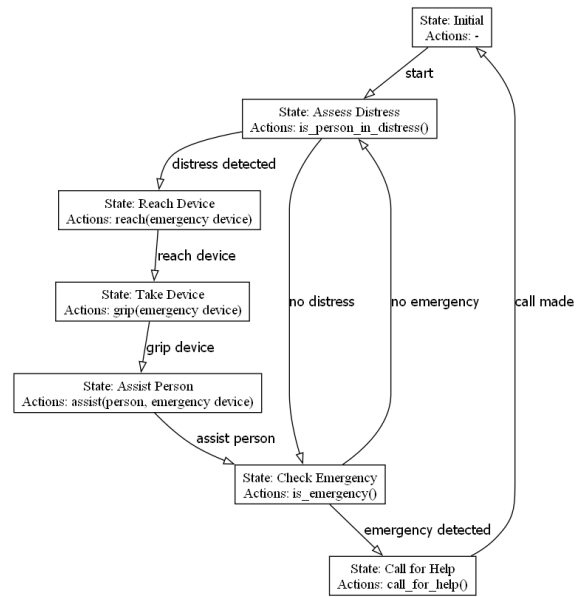 State: Initial
Actions: -
start
State: Assess Distress
Actions: is_person_in_distress()
distress detected
State: Reach Device
Actions: reach(emergency device)
reach device
State: Take Device
Actions: grip(emergency device)
no distress
no emergency
call made
grip device
State: Assist Person
Actions: assist(person, emergency device)
assist person
State: Check Emergency
Actions: is_emergency()
emergency detected
State: Call for Help
Actions: call_for_help()